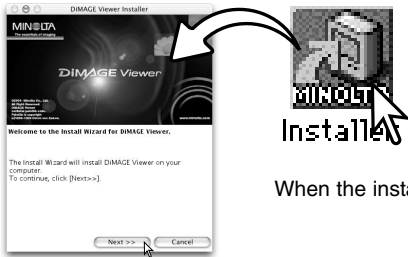 DiMAGE Viewer Installer
MINOLTA
The essentials of imaging
DiMAGE Viewer
Welcome to the Install Wizard for DiMAGE Viewer.
The Install Wizard will install DiMAGE Viewer on your
computer.
To continue, click [Next>>].
Next >>
Cancel
MINOLTA
Installer
When the insta